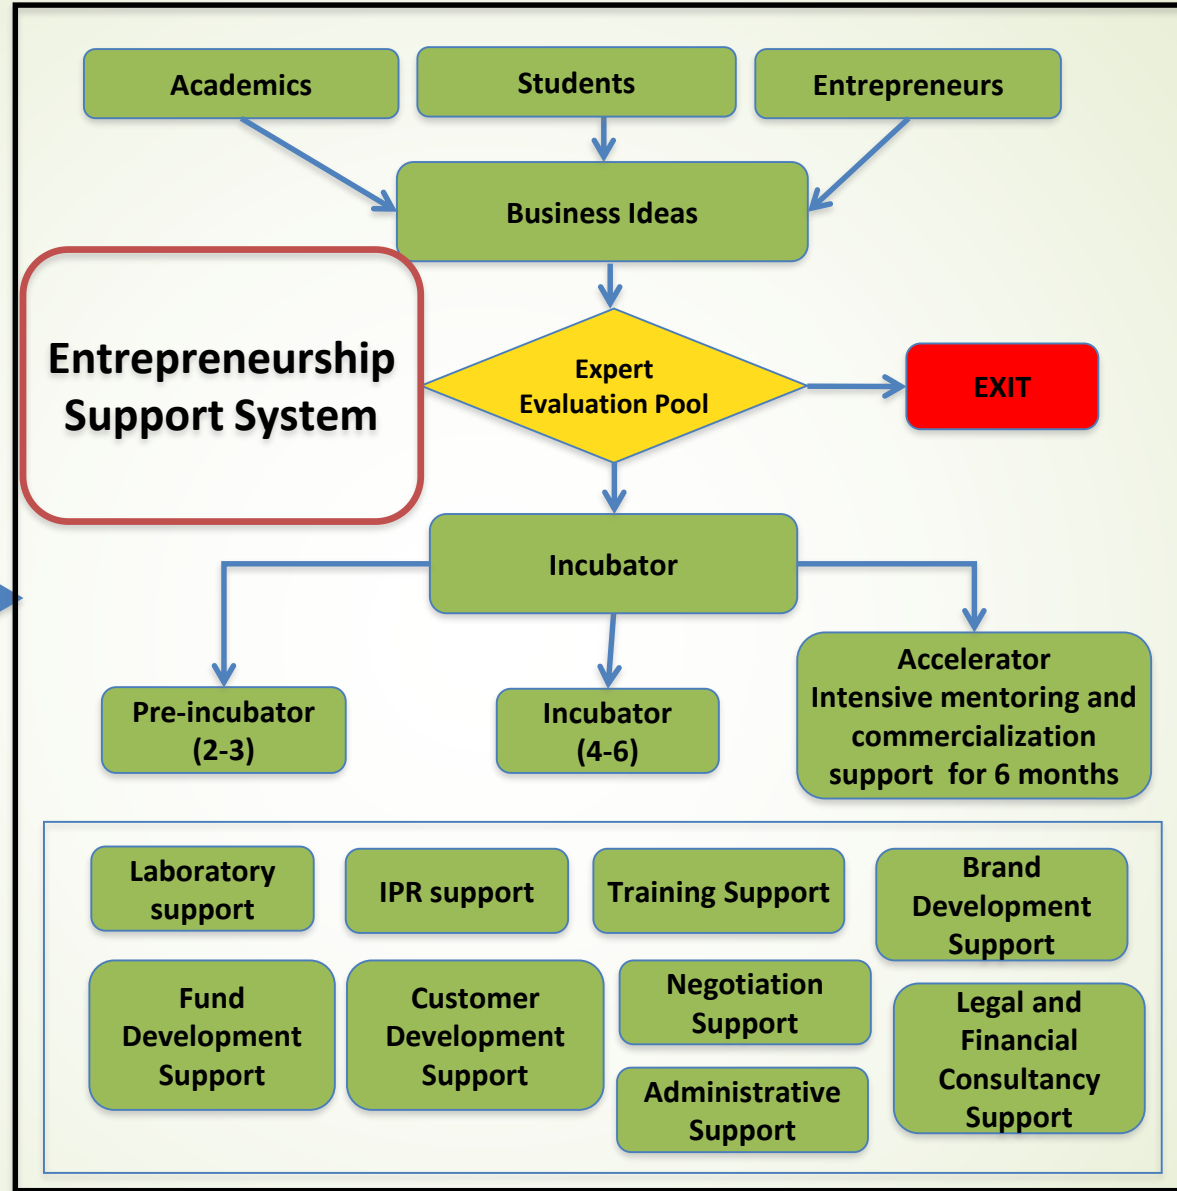 Academics
Students
Entrepreneurs
Business Ideas
Entrepreneurship
Support System
Expert
Evaluation Pool
EXIT
Incubator
Pre-incubator
(2-3)
Incubator
(4-6)
Accelerator
Intensive mentoring and
commercialization
support for 6 months
Laboratory
support
IPR support
Training Support
Brand
Development
Support
Fund
Development
Support
Customer
Development
Support
Negotiation
Support
Administrative
Support
Legal and
Financial
Consultancy
Support